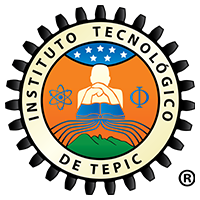 INSTITUTO TECNOLÓGICO
DE TEPIC
Φ
®